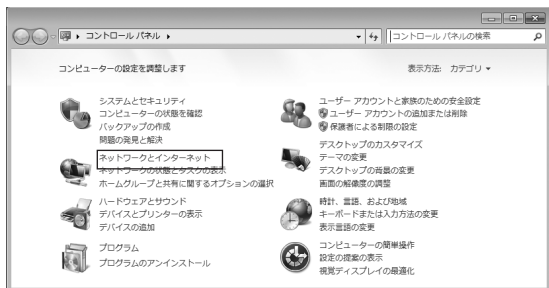 コントロール パネル
コントロール パネルの検索
コンピューターの設定を調整します
表示方法: カテゴリ
システムとセキュリティ
コンピューターの状態を確認
バックアップの作成
問題の発見と解決
ネットワークとインターネット
ネットワークの状態とタスクの表示
ホームグループと共有に関するオプションの選択
ハードウェアとサウンド
デバイスとプリンターの表示
デバイスの追加
プログラム
プログラムのアンインストール
ユーザー アカウントと家族のための安全設定
ユーザー アカウントの追加または削除
保護者による制限の設定
デスクトップのカスタマイズ
テーマの変更
デスクトップの背景の変更
画面の解像度の調整
時計、言語、および地域
キーボードまたは入力方法の変更
表示言語の変更
コンピューターの簡単操作
設定の提案の表示
視覚ディスプレイの最適化